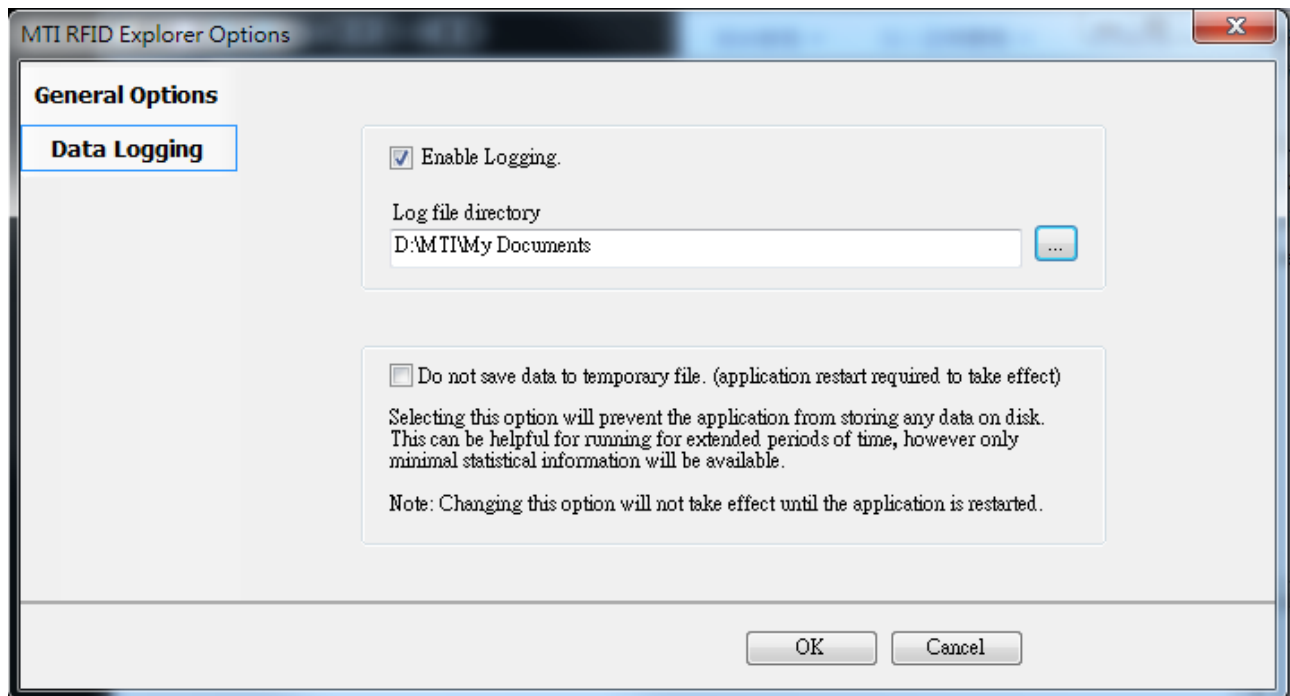 MTI RFID Explorer Options
General Options
Data Logging
Enable Logging.
Log file directory
D:\MTI\My Documents
...
Do not save data to temporary file. (application restart required to take effect)
Selecting this option will prevent the application from storing any data on disk.
This can be helpful for running for extended periods of time, however only
minimal statistical information will be available.
Note: Changing this option will not take effect until the application is restarted.
OK
Cancel